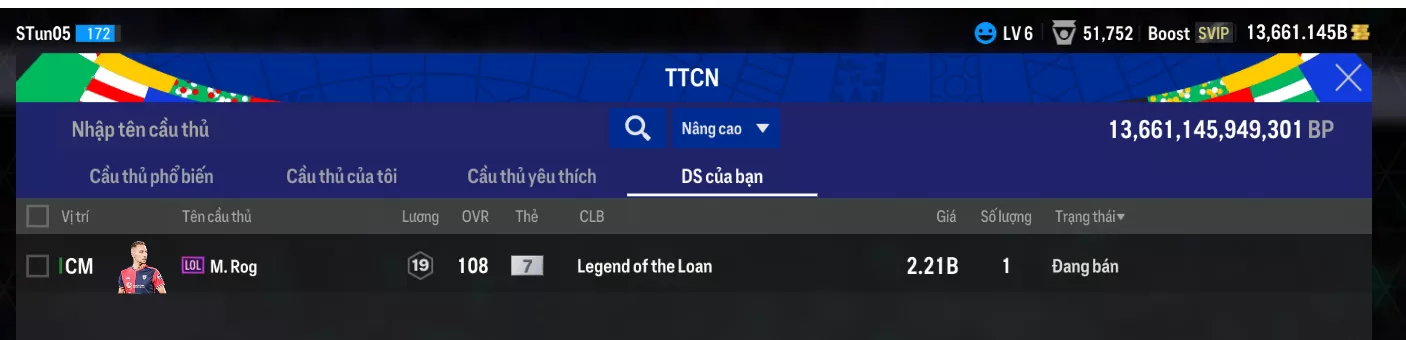 STun05 172 LV 6 51,752 Boost SVIP 13,661.145B
TTCN
Nhập tên cầu thủ Nâng cao 13,661,145,949,301 BP
Cầu thủ phổ biến Cầu thủ của tôi Cầu thủ yêu thích DS của bạn
Vị trí Tên cầu thủ Lương OVR Thẻ CLB Giá Số lượng Trạng thái
CM LOL M. Rog 19 108 7 Legend of the Loan 2.21B 1 Đang bán